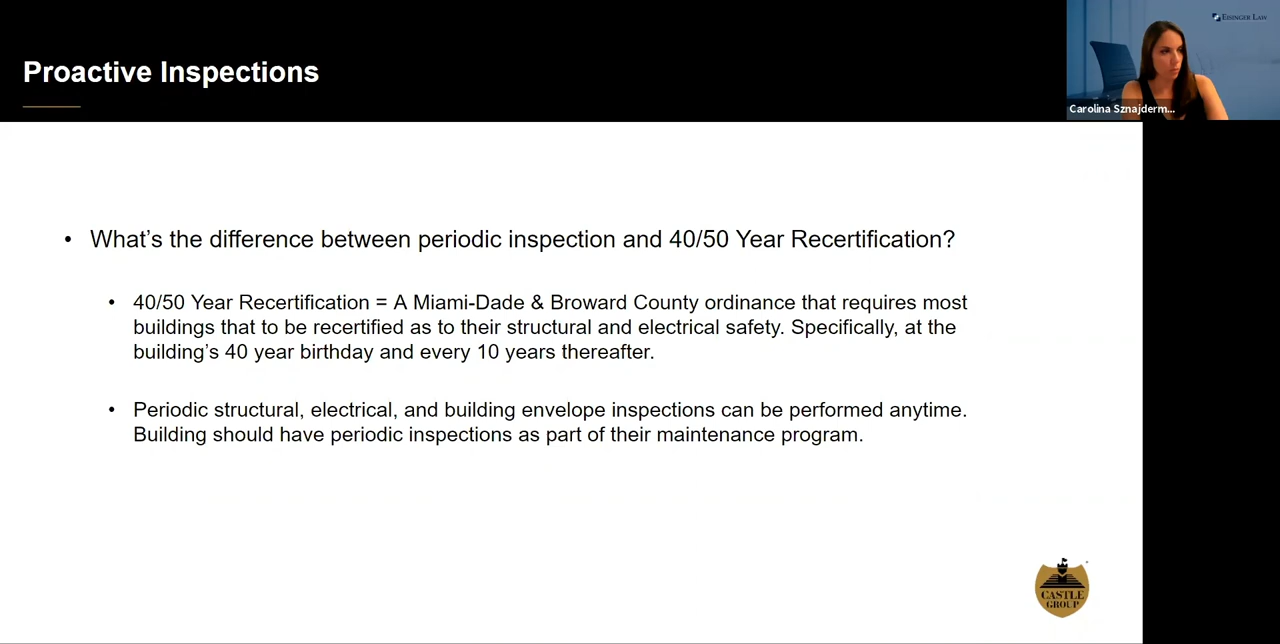 Proactive Inspections
EISINGER LAW
Carolina Sznajderm...
• What's the difference between periodic inspection and 40/50 Year Recertification?
• 40/50 Year Recertification = A Miami-Dade & Broward County ordinance that requires most
buildings that to be recertified as to their structural and electrical safety. Specifically, at the
building's 40 year birthday and every 10 years thereafter.
• Periodic structural, electrical, and building envelope inspections can be performed anytime.
Building should have periodic inspections as part of their maintenance program.
CASTLE
GROUP